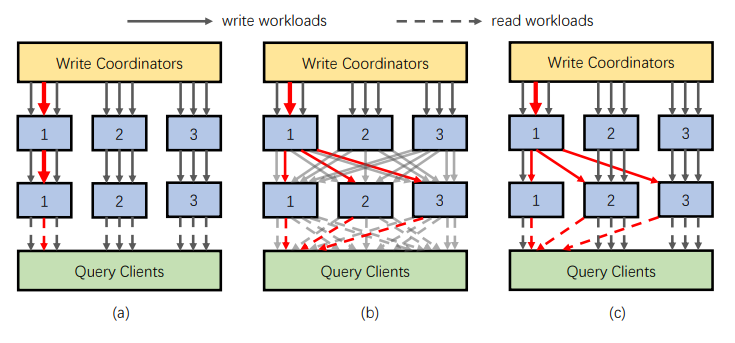 write workloads read workloads
Write Coordinators Write Coordinators Write Coordinators
1 2 3 1 2 3 1 2 3
1 2 3 1 2 3 1 2 3
Query Clients Query Clients Query Clients
(a) (b) (c)